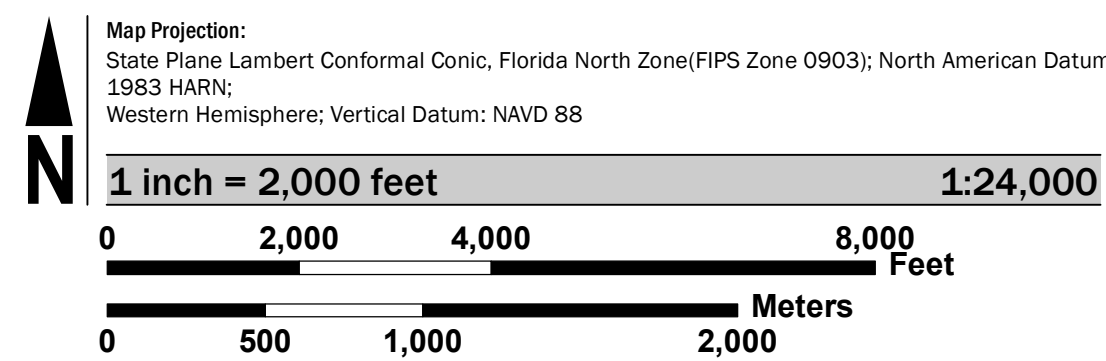 Map Projection:
State Plane Lambert Conformal Conic, Florida North Zone(FIPS Zone 0903); North American Datum
1983 HARN;
Western Hemisphere; Vertical Datum: NAVD 88
N
1 inch = 2,000 feet 1:24,000
0 2,000 4,000 8,000
Feet
Meters
0 500 1,000 2,000